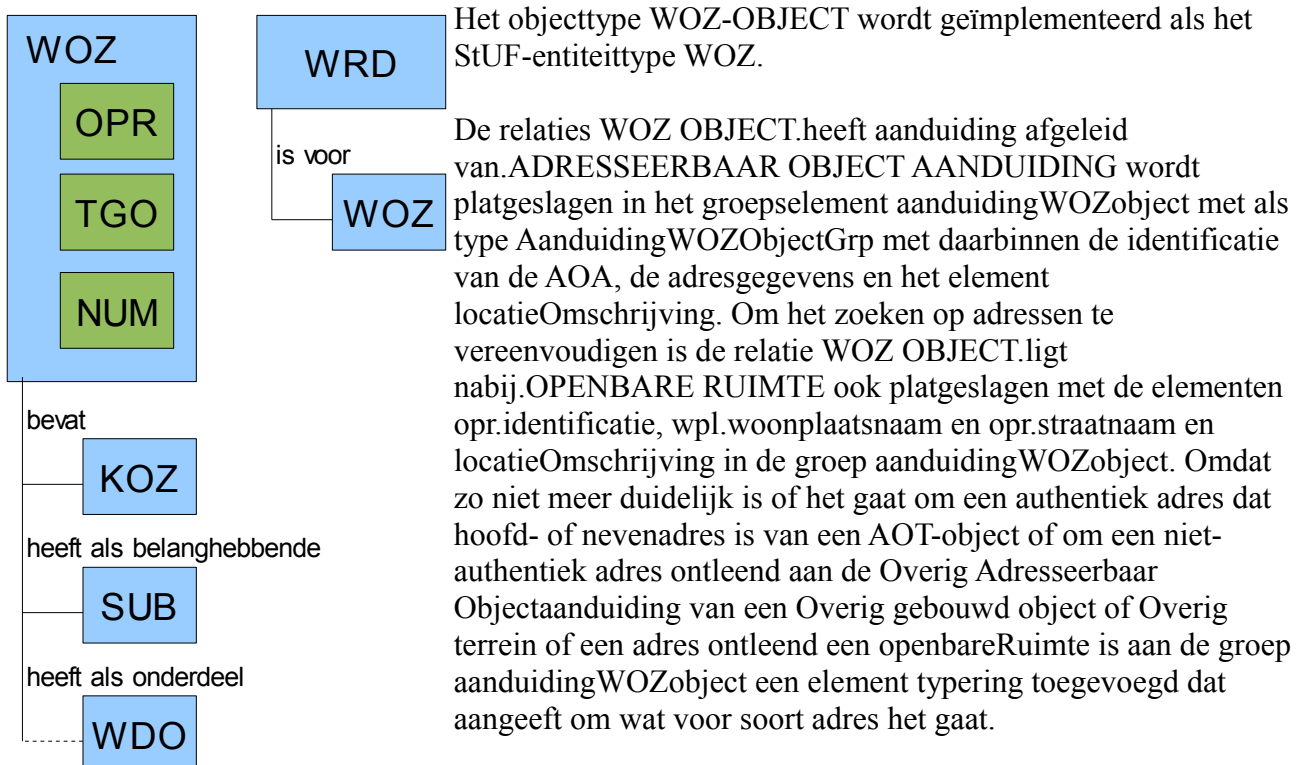 WOZ
OPR
TGO
NUM
bevat
KOZ
heeft als belanghebbende
SUB
heeft als onderdeel
WDO
WRD
is voor
WOZ
Het objecttype WOZ-OBJECT wordt geïmplementeerd als het
StUF-entiteittype WOZ.
De relaties WOZ OBJECT.heeft aanduiding afgeleid
van.ADRESSEERBAAR OBJECT AANDUIDING wordt
platgeslagen in het groepselement aanduidingWOZobject met als
type AanduidingWOZObjectGrp met daarbinnen de identificatie
van de AOA, de adresgegevens en het element
locatieOmschrijving. Om het zoeken op adressen te
vereenvoudigen is de relatie WOZ OBJECT.ligt
nabij.OPENBARE RUIMTE ook platgeslagen met de elementen
opr.identificatie, wpl.woonplaatsnaam en opr.straatnaam en
locatieOmschrijving in de groep aanduidingWOZobject. Omdat
zo niet meer duidelijk is of het gaat om een authentiek adres dat
hoofd- of nevenadres is van een AOT-object of om een niet-
authentiek adres ontleend aan de Overig Adresseerbaar
Objectaanduiding van een Overig gebouwd object of Overig
terrein of een adres ontleend een openbareRuimte is aan de groep
aanduidingWOZobject een element typering toegevoegd dat
aangeeft om wat voor soort adres het gaat.